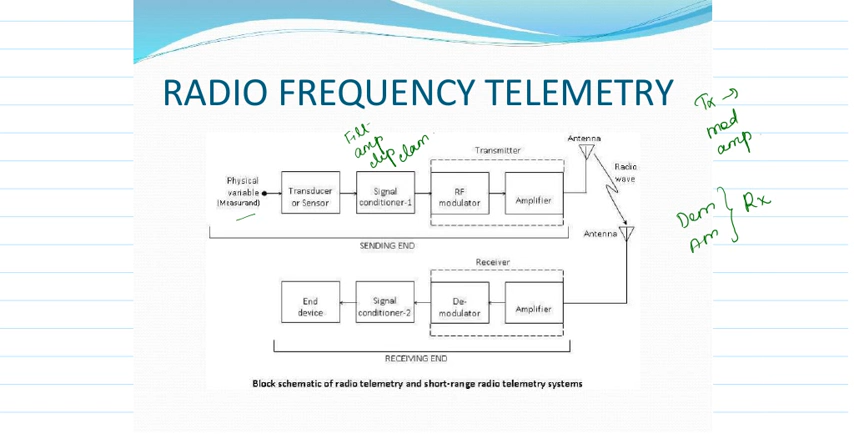 RADIO FREQUENCY TELEMETRY
Tx →
mod
amp
Filt
amp
clip clam
Transmitter
Antenna
Radio
wave
Physical
variable
(Measurand)
Transducer
or Sensor
Signal
conditioner-1
RF
modulator
Amplifier
Dem
Am
Rx
Antenna
SENDING END
Receiver
End
device
Signal
conditioner-2
De-
modulator
Amplifier
RECEIVING END
Block schematic of radio telemetry and short-range radio telemetry systems